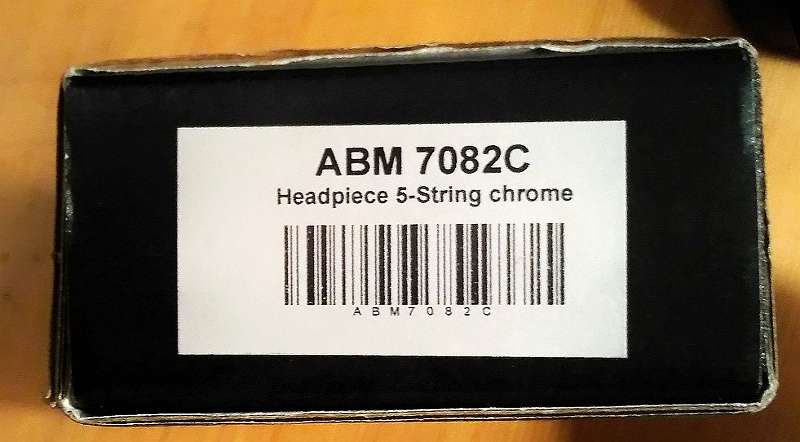 ABM 7082C
Headpiece 5-String chrome
ABM7082C